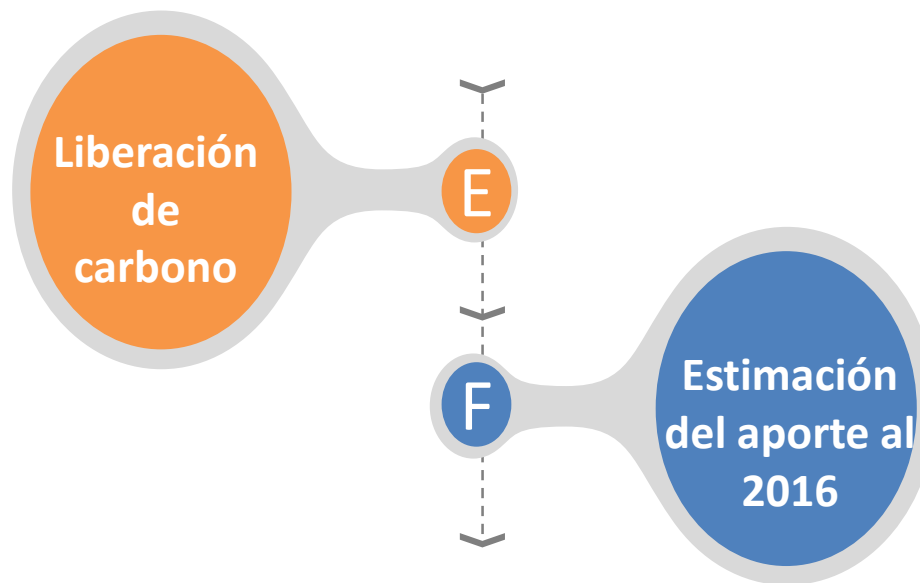 Liberación
de
carbono
E
F
Estimación
del aporte al
2016